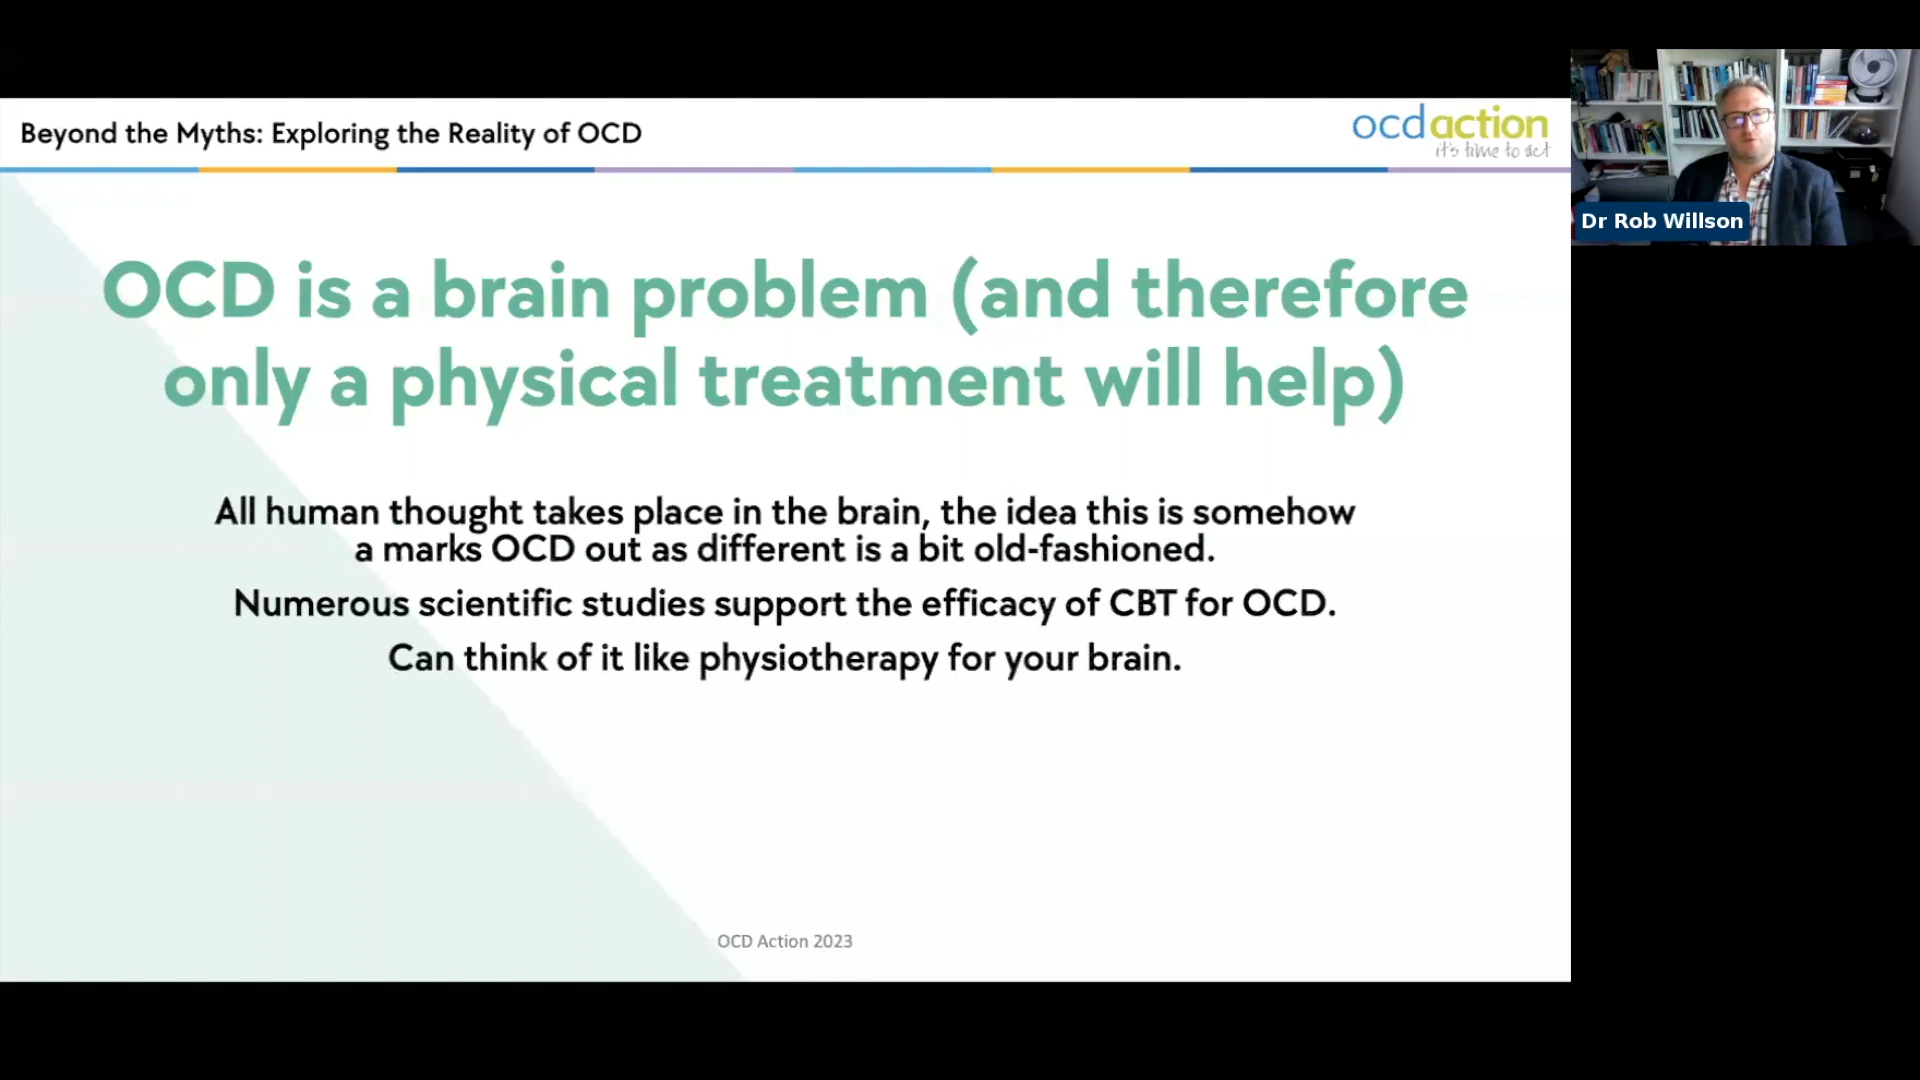 Beyond the Myths: Exploring the Reality of OCD
ocdaction
it's time to act
Dr Rob Willson
OCD is a brain problem (and therefore
only a physical treatment will help)
All human thought takes place in the brain, the idea this is somehow
a marks OCD out as different is a bit old-fashioned.
Numerous scientific studies support the efficacy of CBT for OCD.
Can think of it like physiotherapy for your brain.
OCD Action 2023